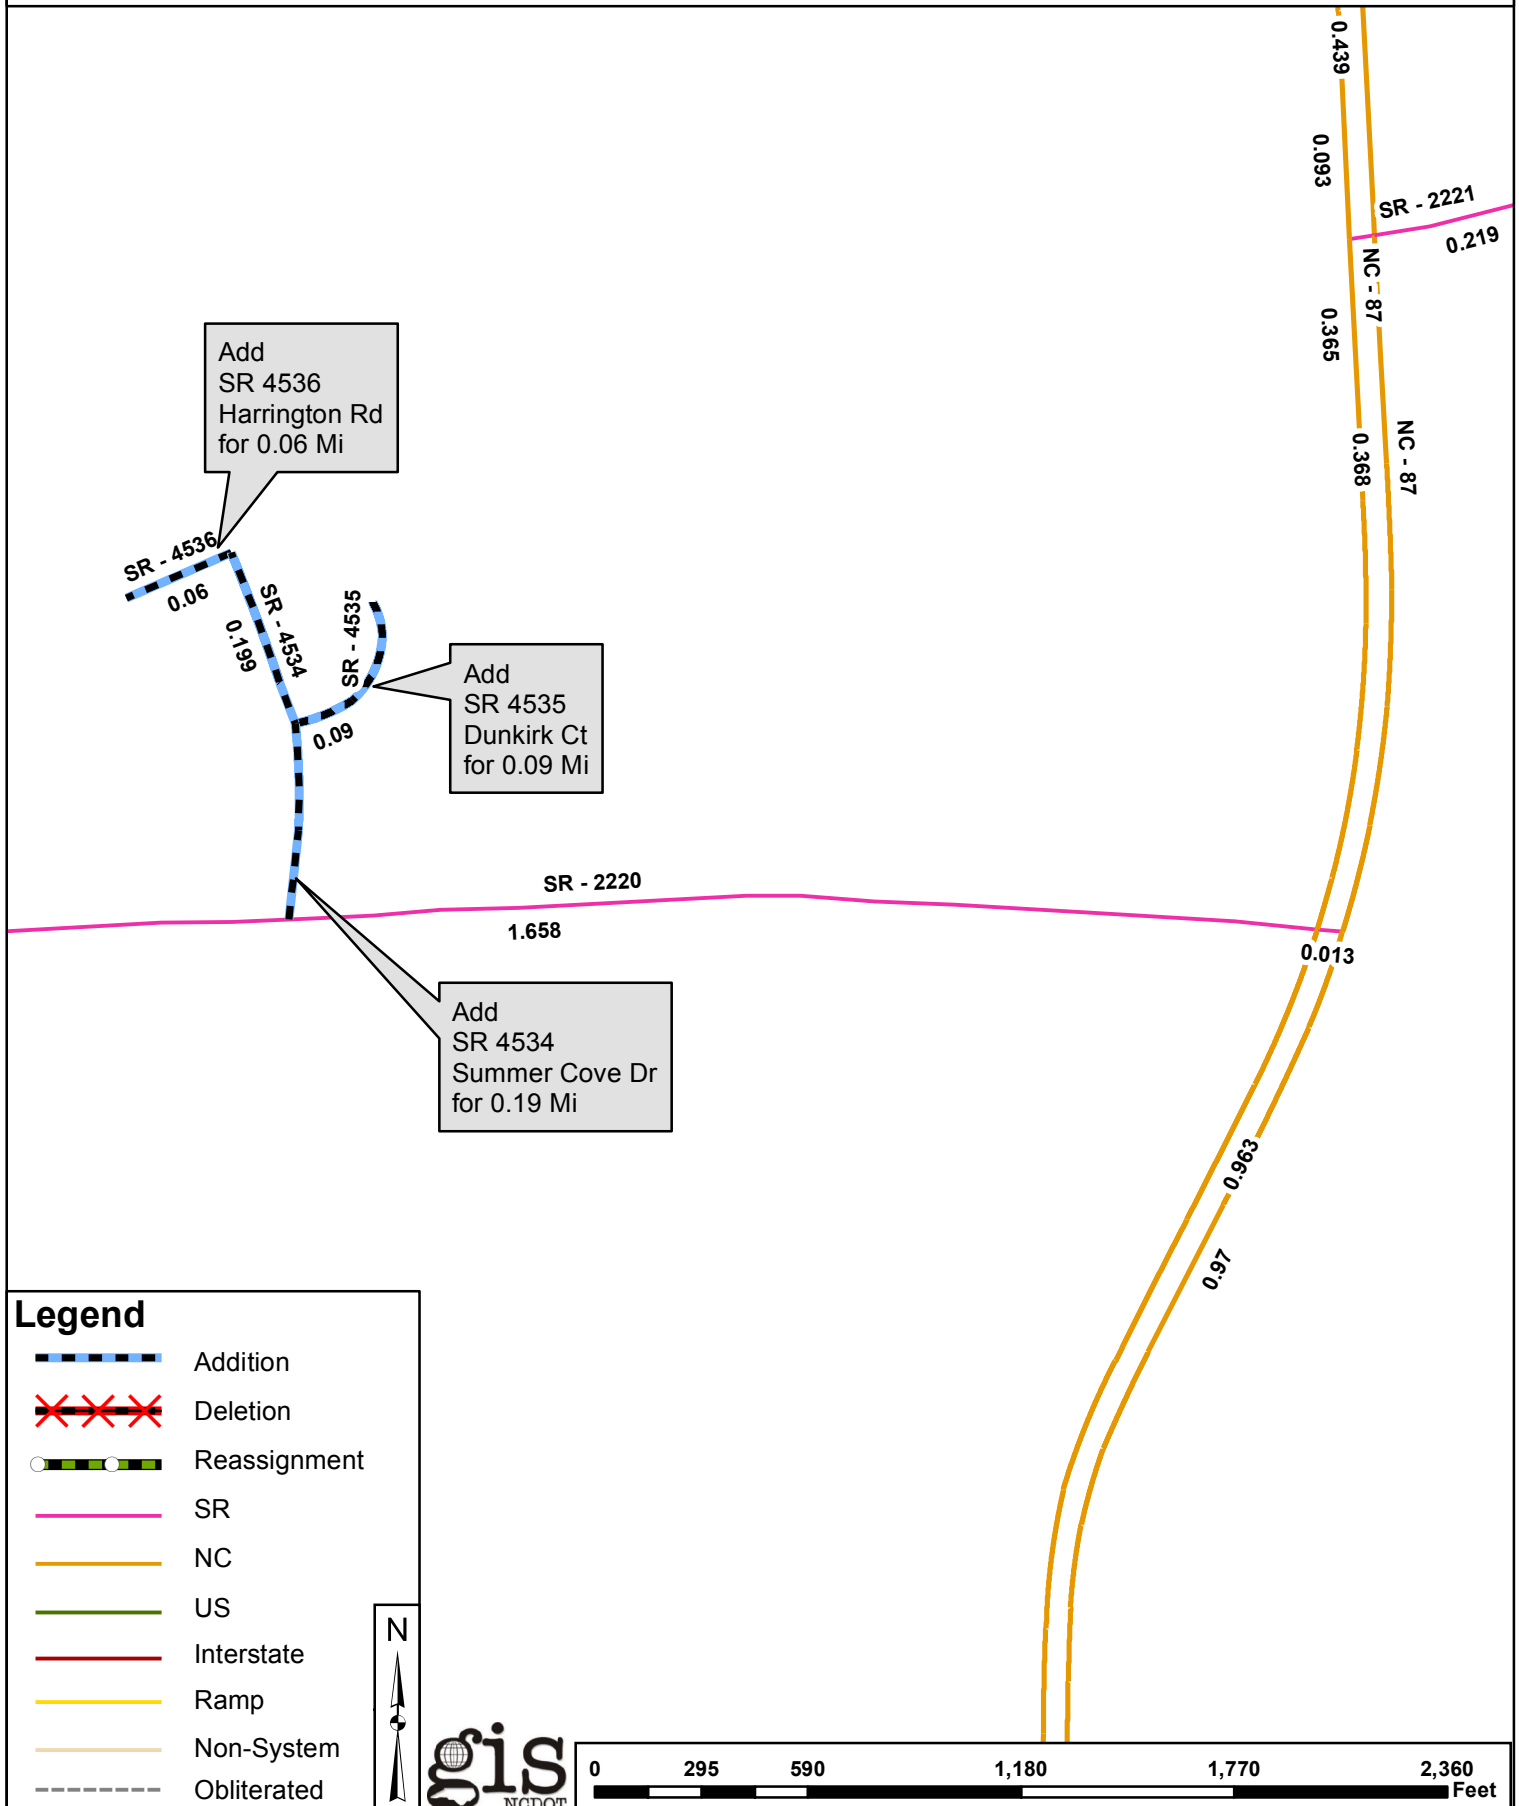 0.439
0.093
SR - 2221
0.219
NC - 87
0.365
NC - 87
0.368
Add
SR 4536
Harrington Rd
for 0.06 Mi
SR - 4536
0.06
SR - 4534
0.199
SR - 4535
0.09
Add
SR 4535
Dunkirk Ct
for 0.09 Mi
SR - 2220
1.658
0.013
Add
SR 4534
Summer Cove Dr
for 0.19 Mi
0.963
0.97
Legend
Addition
Deletion
Reassignment
SR
NC
US
Interstate
Ramp
Non-System
Obliterated
N
gis
NCDOT
0 295 590 1,180 1,770 2,360
Feet